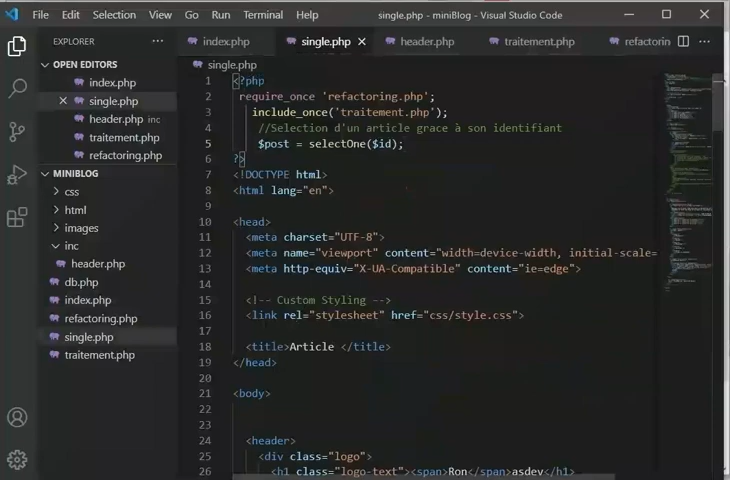 File Edit Selection View Go Run Terminal Help single.php - miniBlog - Visual Studio Code
EXPLORER
OPEN EDITORS
index.php
single.php
header.php inc
traitement.php
refactoring.php
MINIBLOG
css
html
images
inc
header.php
db.php
index.php
refactoring.php
single.php
traitement.php
index.php single.php header.php traitement.php refactorin
single.php
1 <?php
2 require_once 'refactoring.php';
3 include_once('traitement.php');
4 //Selection d'un article grace à son identifiant
5 $post = selectOne($id);
6 ?>
7 <!DOCTYPE html>
8 <html lang="en">
9
10 <head>
11 <meta charset="UTF-8">
12 <meta name="viewport" content="width=device-width, initial-scale=
13 <meta http-equiv="X-UA-Compatible" content="ie=edge">
14
15 <!-- Custom Styling -->
16 <link rel="stylesheet" href="css/style.css">
17
18 <title>Article </title>
19 </head>
20
21 <body>
22
23
24 <header>
25 <div class="logo">
26 <h1 class="logo-text"><span>Ron</span>asdev</h1>